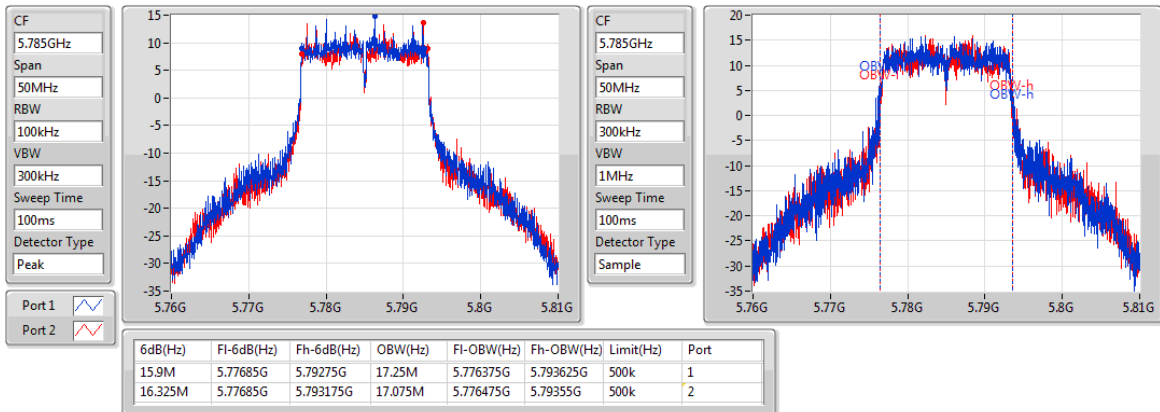 CF
5.785GHz
Span
50MHz
RBW
100kHz
VBW
300kHz
Sweep Time
100ms
Detector Type
Peak
Port 1
Port 2
15
10
5
0
-5
-10
-15
-20
-25
-30
-35
5.76G 5.77G 5.78G 5.79G 5.8G 5.81G
CF
5.785GHz
Span
50MHz
RBW
300kHz
VBW
1MHz
Sweep Time
100ms
Detector Type
Sample
20
15
10
5
0
-5
-10
-15
-20
-25
-30
-35
OBW-h
OBW-h
5.76G 5.77G 5.78G 5.79G 5.8G 5.81G
6dB(Hz) Fl-6dB(Hz) Fh-6dB(Hz) OBW(Hz) Fl-OBW(Hz) Fh-OBW(Hz) Limit(Hz) Port
15.9M 5.77685G 5.79275G 17.25M 5.776375G 5.793625G 500k 1
16.325M 5.77685G 5.793175G 17.075M 5.776475G 5.79355G 500k 2